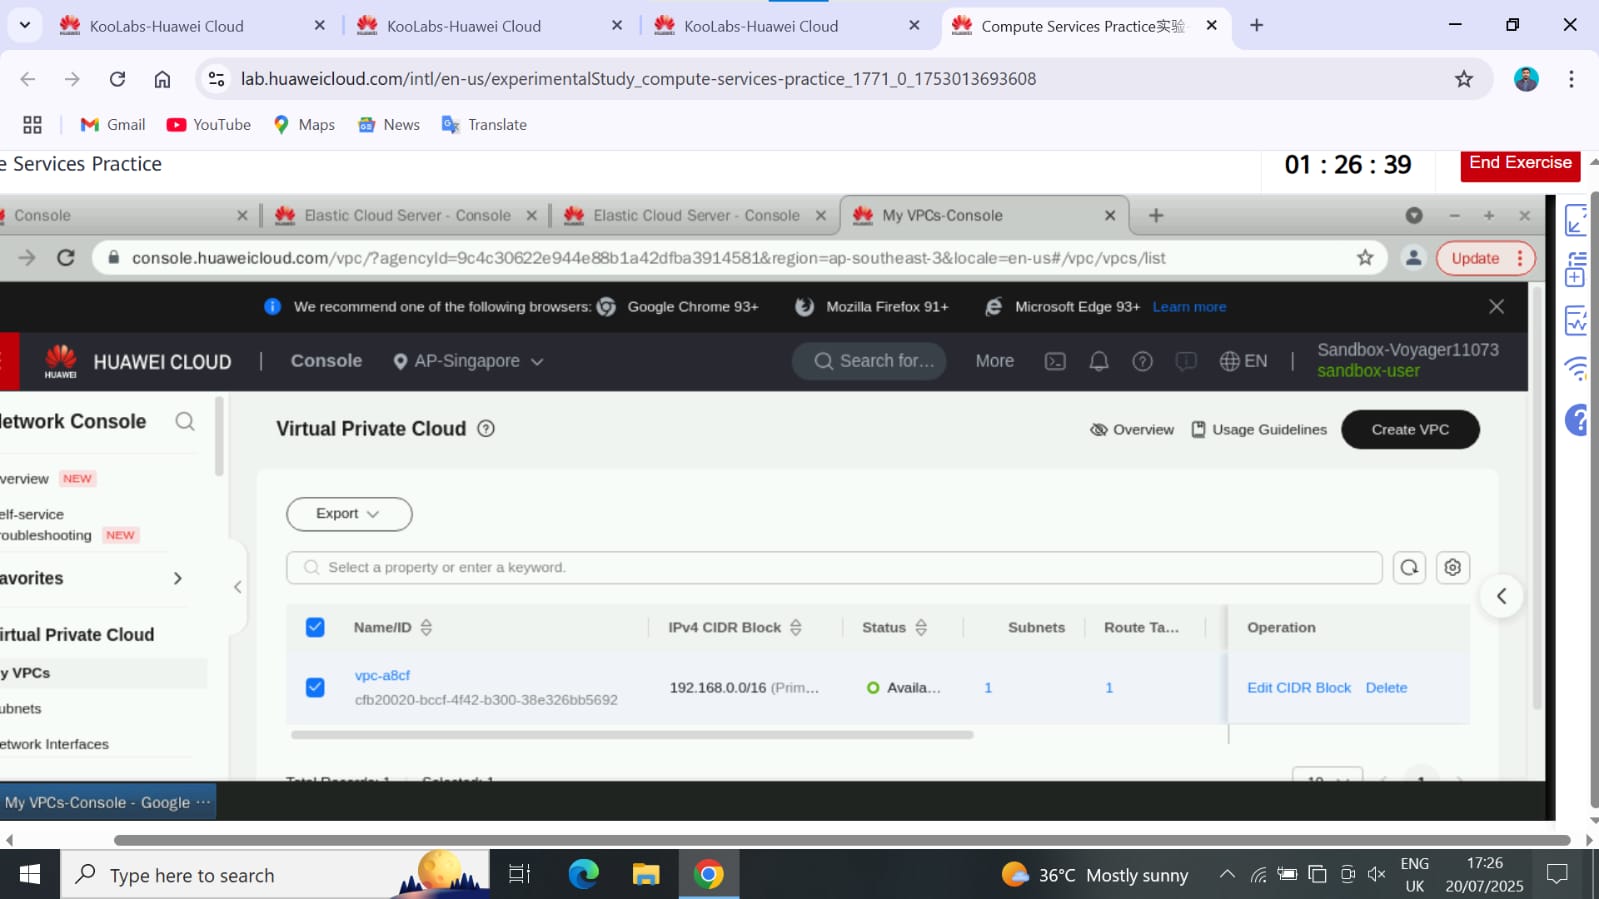 KooLabs-Huawei Cloud
KooLabs-Huawei Cloud
KooLabs-Huawei Cloud
Compute Services Practice实验
lab.huaweicloud.com/intl/en-us/experimentalStudy_compute-services-practice_1771_0_1753013693608
Gmail
YouTube
Maps
News
Translate
e Services Practice
01 : 26 : 39
End Exercise
Console
Elastic Cloud Server - Console
Elastic Cloud Server - Console
My VPCs-Console
console.huaweicloud.com/vpc/?agencyId=9c4c30622e944e88b1a42dfba3914581&region=ap-southeast-3&locale=en-us#/vpc/vpcs/list
Update
We recommend one of the following browsers:
Google Chrome 93+
Mozilla Firefox 91+
Microsoft Edge 93+
Learn more
HUAWEI
HUAWEI CLOUD
Console
AP-Singapore
Search for...
More
EN
Sandbox-Voyager11073
sandbox-user
etwork Console
verview NEW
elf-service
roubleshooting NEW
avorites
irtual Private Cloud
y VPCs
ubnets
etwork Interfaces
Virtual Private Cloud
Overview
Usage Guidelines
Create VPC
Export
Select a property or enter a keyword.
Name/ID
IPv4 CIDR Block
Status
Subnets
Route Ta...
Operation
vpc-a8cf
cfb20020-bccf-4f42-b300-38e326bb5692
192.168.0.0/16 (Prim...
Availa...
1
1
Edit CIDR Block
Delete
Total Records: 1
Selected: 1
10
1
My VPCs-Console - Google ...
Type here to search
36°C Mostly sunny
ENG
UK
17:26
20/07/2025